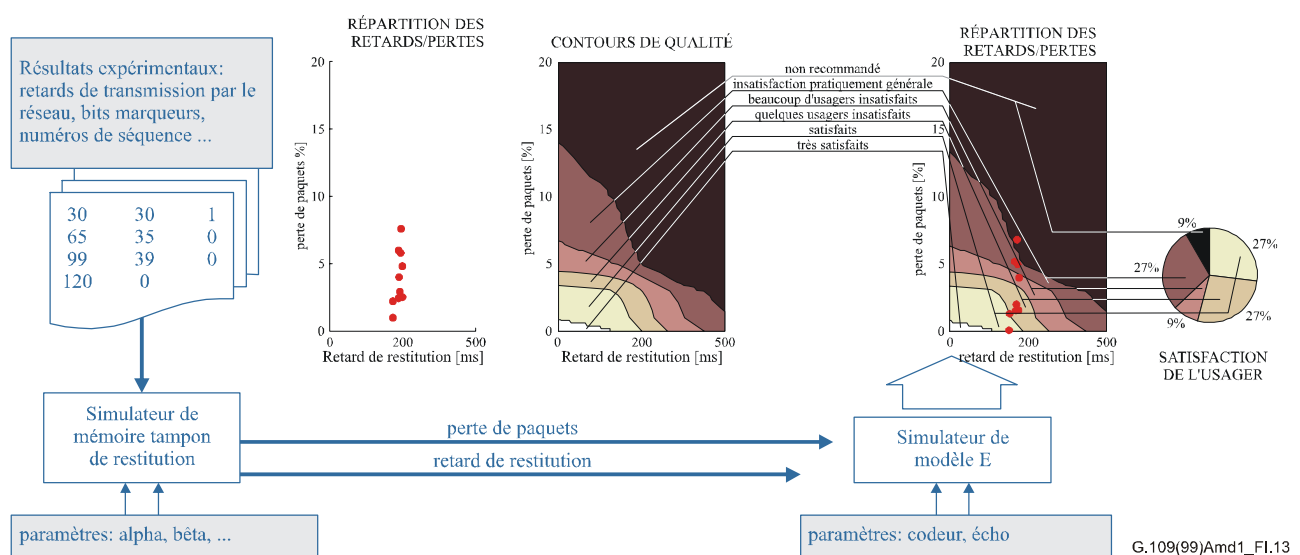 RÉPARTITION DES
RETARDS/PERTES
CONTOURS DE QUALITÉ
RÉPARTITION DES
RETARDS/PERTES
Résultats expérimentaux:
retards de transmission par le
réseau, bits marqueurs,
numéros de séquence ...
30 30 1
65 35 0
99 39 0
120 0
20
15
10
5
0
perte de paquets %]
200
500
Retard de restitution [ms]
20
15
10
5
0
perte de paquets [%]
200
500
Retard de restitution [ms]
non recommandé
insatisfaction pratiquement générale
beaucoup d'usagers insatisfaits
quelques usagers insatisfaits
satisfaits
très satisfaits
20
15
10
5
0
perte de paquets [%]
200
500
retard de restitution [ms]
9%
27%
27%
9%
27%
SATISFACTION
DE L'USAGER
Simulateur de
mémoire tampon
de restitution
perte de paquets
retard de restitution
Simulateur de
modèle E
paramètres: alpha, bêta, ...
paramètres: codeur, écho
G.109(99)Amd1_FI.13